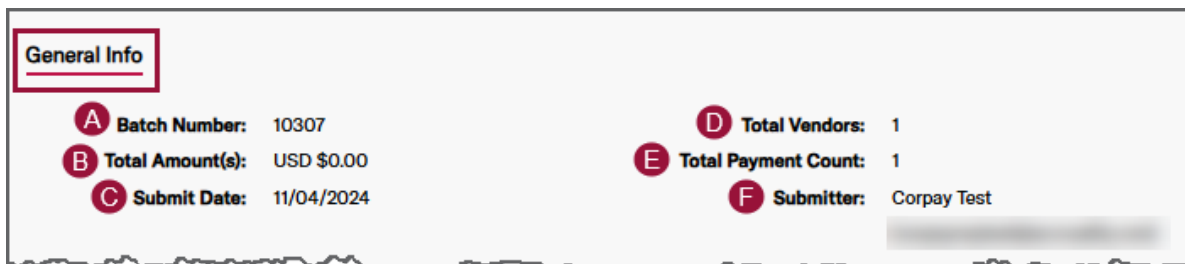 General Info
A Batch Number: 10307
B Total Amount(s): USD $0.00
C Submit Date: 11/04/2024
D Total Vendors: 1
E Total Payment Count: 1
F Submitter: Corpay Test